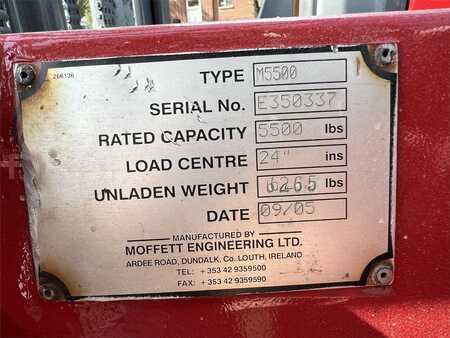 266136
TYPE M5500
SERIAL No. E350337
RATED CAPACITY 5500 lbs
LOAD CENTRE 24" ins
UNLADEN WEIGHT 6265 lbs
DATE 09/05
MANUFACTURED BY
MOFFETT ENGINEERING LTD.
ARDEE ROAD, DUNDALK, Co. LOUTH, IRELAND
TEL: +353 42 9359500
FAX: +353 42 9359590